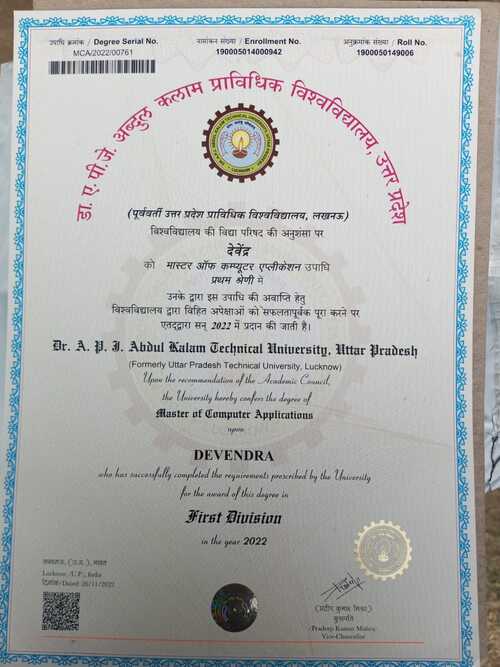 उपाधि क्रमांक / Degree Serial No.
MCA/2022/00761
नामांकन संख्या / Enrollment No.
190005014000942
अनुक्रमांक संख्या / Roll No.
1900050149006
डा. ए. पी.जे. अब्दुल कलाम प्राविधिक विश्वविद्यालय, उत्तर प्रदेश
(पूर्ववर्ती उत्तर प्रदेश प्राविधिक विश्वविद्यालय, लखनऊ)
विश्वविद्यालय की विद्या परिषद की अनुशंसा पर
देवेंद्र
को मास्टर ऑफ कम्प्यूटर एप्लीकेशन उपाधि
प्रथम श्रेणी में
उनके द्वारा इस उपाधि की अवाप्ति हेतु
विश्वविद्यालय द्वारा विहित अपेक्षाओं को सफलतापूर्वक पूरा करने पर
एतद्द्वारा सन् 2022 में प्रदान की जाती है।
Dr. A. P. J. Abdul Kalam Technical University, Uttar Pradesh
(Formerly Uttar Pradesh Technical University, Lucknow)
Upon the recommendation of the Academic Council,
the University hereby confers the degree of
Master of Computer Applications
upon
DEVENDRA
who has successfully completed the requirements prescribed by the University
for the award of this degree in
First Division
in the year 2022
लखनऊ, (उ.प्र.), भारत
Lucknow (U.P.), India
दिनांक/Dated: 26/11/2022
(प्रदीप कुमार मिश्रा)
कुलपति
(Pradeep Kumar Mishra)
Vice-Chancellor